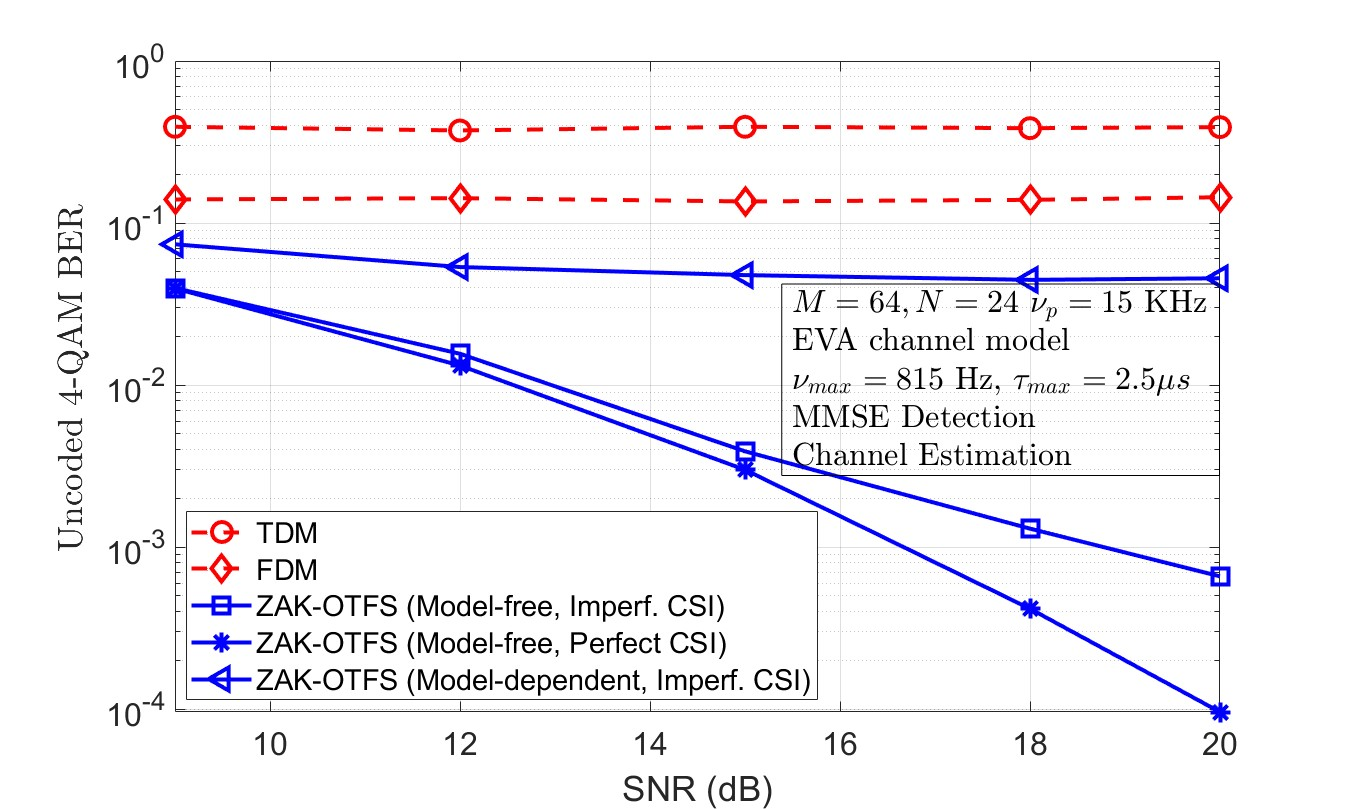 10^0
10^-1
10^-2
10^-3
10^-4
Uncoded 4-QAM BER
M = 64, N = 24 ν_p = 15 KHz
EVA channel model
ν_max = 815 Hz, τ_max = 2.5μs
MMSE Detection
Channel Estimation
TDM
FDM
ZAK-OTFS (Model-free, Imperf. CSI)
ZAK-OTFS (Model-free, Perfect CSI)
ZAK-OTFS (Model-dependent, Imperf. CSI)
10 12 14 16 18 20
SNR (dB)